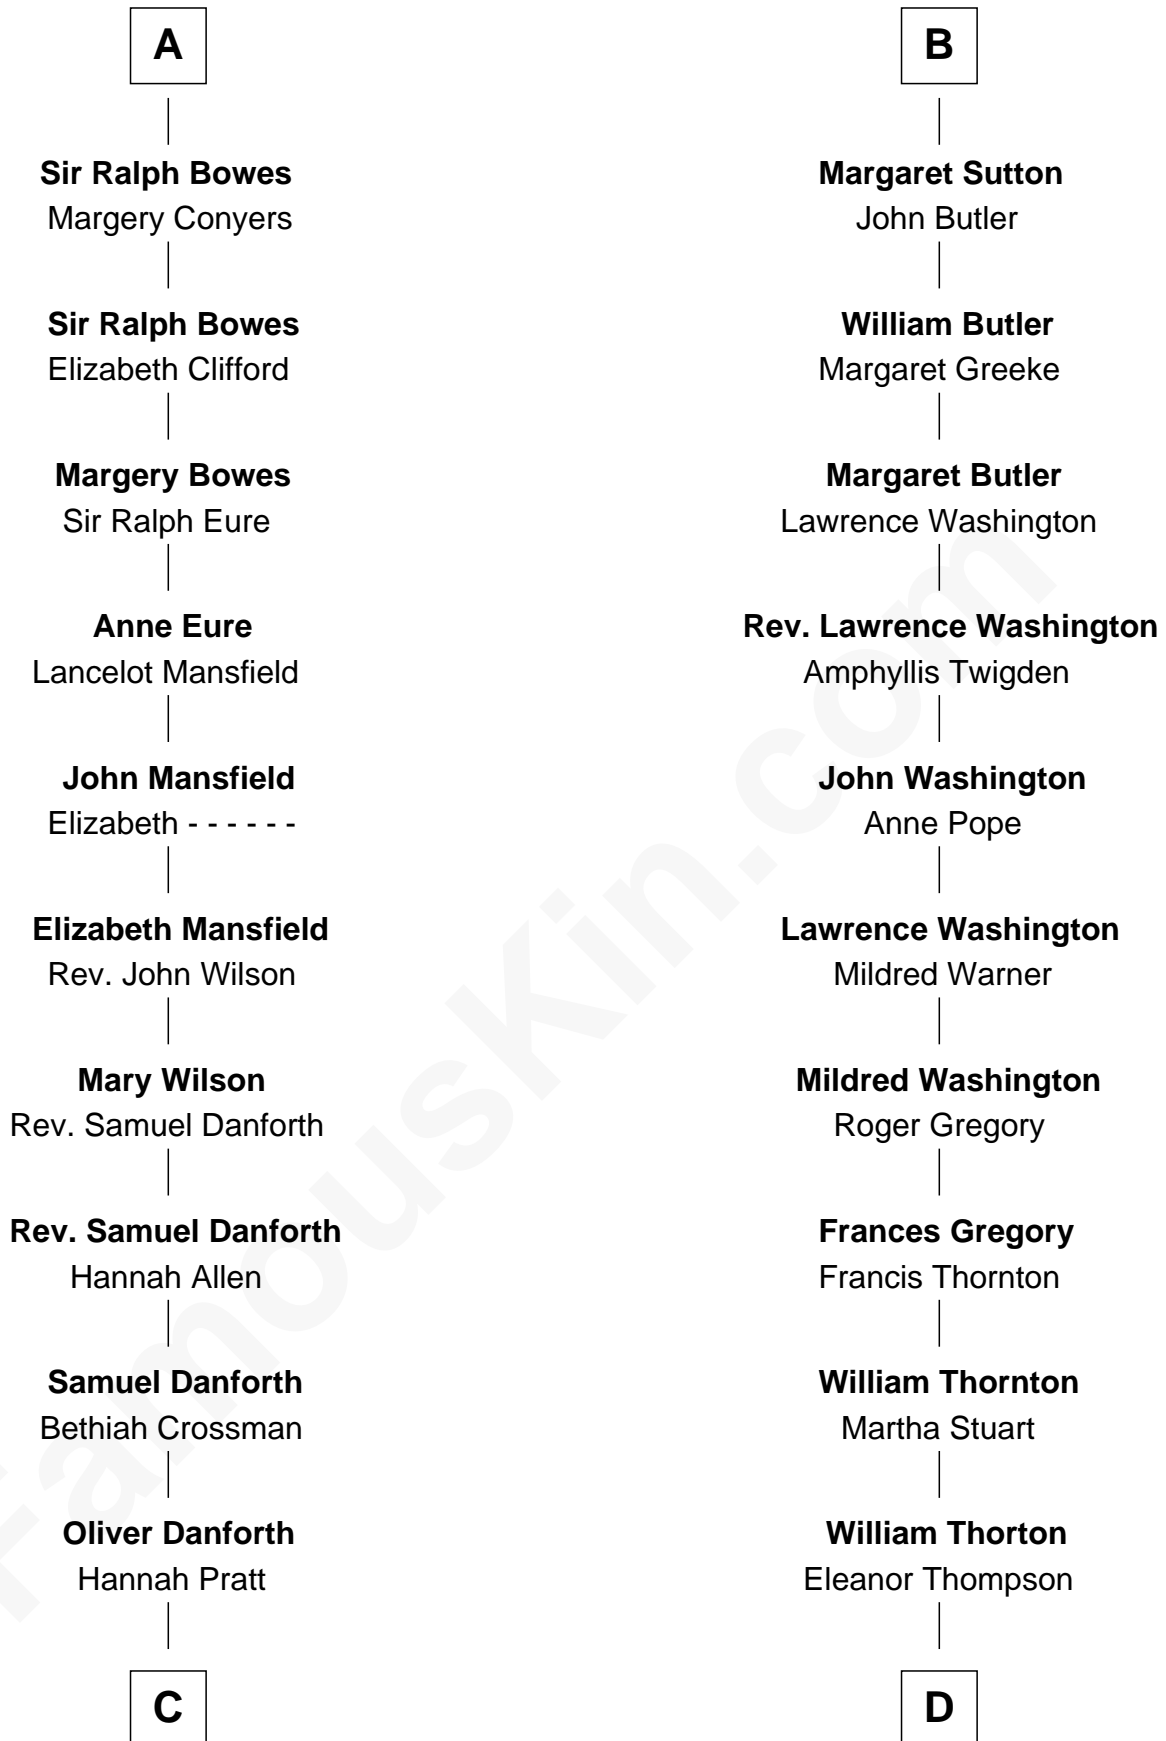 A
Sir Ralph Bowes
Margery Conyers
Sir Ralph Bowes
Elizabeth Clifford
Margery Bowes
Sir Ralph Eure
Anne Eure
Lancelot Mansfield
John Mansfield
Elizabeth - - - - - -
Elizabeth Mansfield
Rev. John Wilson
Mary Wilson
Rev. Samuel Danforth
Rev. Samuel Danforth
Hannah Allen
Samuel Danforth
Bethiah Crossman
Oliver Danforth
Hannah Pratt
C
B
Margaret Sutton
John Butler
William Butler
Margaret Greeke
Margaret Butler
Lawrence Washington
Rev. Lawrence Washington
Amphyllis Twigden
John Washington
Anne Pope
Lawrence Washington
Mildred Warner
Mildred Washington
Roger Gregory
Frances Gregory
Francis Thornton
William Thornton
Martha Stuart
William Thorton
Eleanor Thompson
D
FamousKin.com